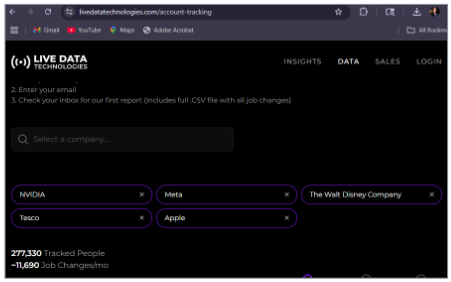 livedatatechnologies.com/account-tracking
Gmail YouTube Maps Adobe Acrobat All Bookma
LIVE DATA
TECHNOLOGIES
INSIGHTS DATA SALES LOGIN
2. Enter your email
3. Check your inbox for our first report (Includes full .CSV file with all job changes)
Select a company...
NVIDIA × Meta × The Walt Disney Company ×
Tesco × Apple ×
277,330 Tracked People
~11,690 Job Changes/mo